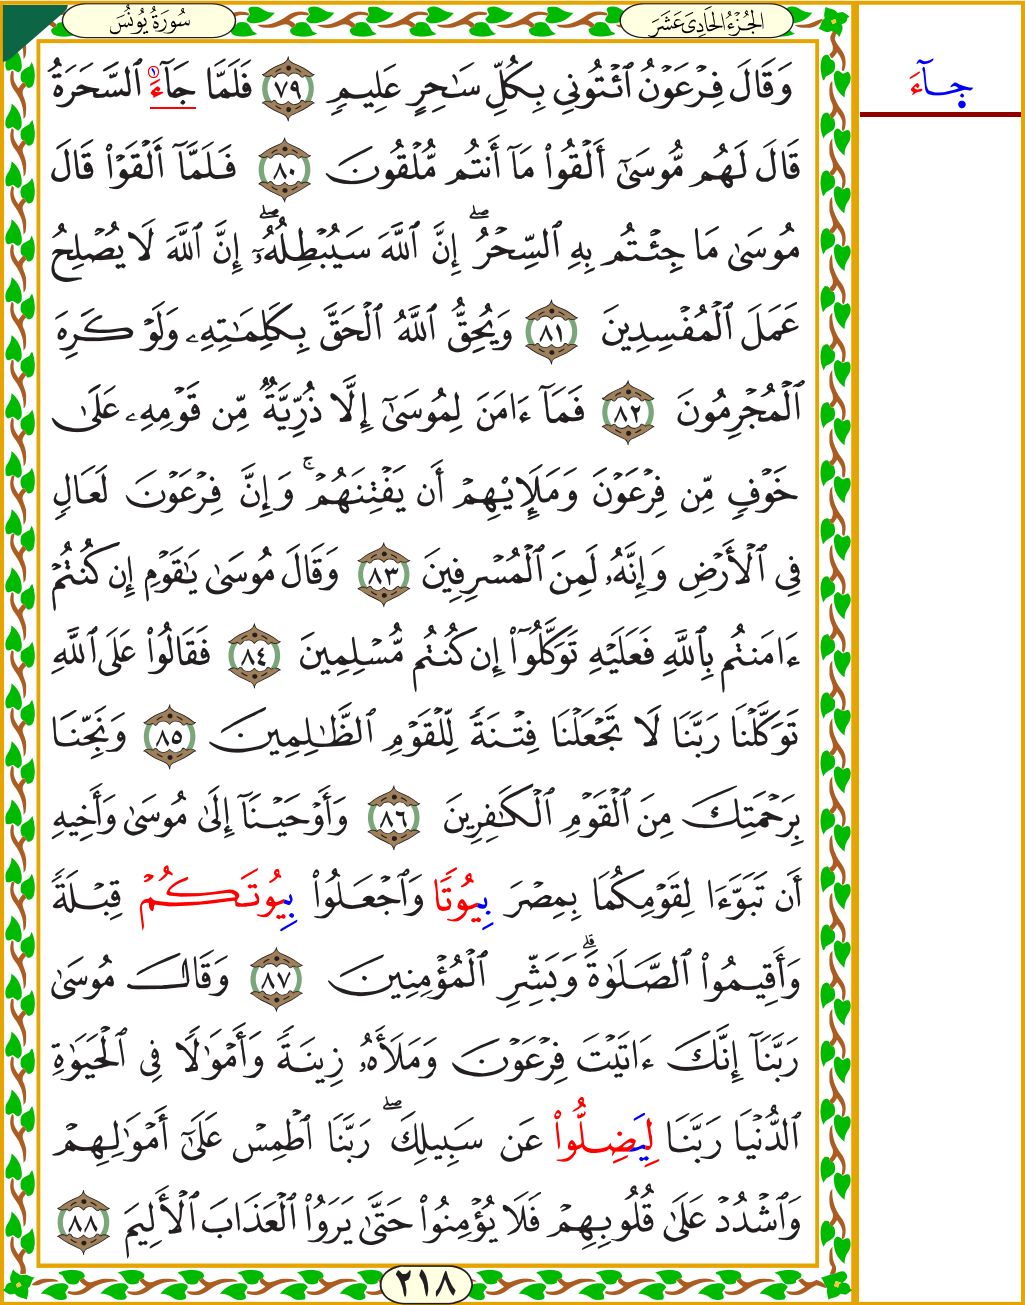 سُورَةُ يُونُسَ
الجُزْءُ الحَادِىَ عَشَرَ
وَقَالَ فِرْعَوْنُ ٱئْتُونِى بِكُلِّ سَـٰحِرٍ عَلِيمٍ ٧٩ فَلَمَّا جَآءَ ١ ٱلسَّحَرَةُ
جآءَ
قَالَ لَهُم مُّوسَىٰٓ أَلْقُوا۟ مَآ أَنتُم مُّلْقُونَ ٨٠ فَلَمَّآ أَلْقَوْا۟ قَالَ
مُوسَىٰ مَا جِئْتُم بِهِ ٱلسِّحْرُ ۖ إِنَّ ٱللَّهَ سَيُبْطِلُهُۥٓ ۖ إِنَّ ٱللَّهَ لَا يُصْلِحُ
عَمَلَ ٱلْمُفْسِدِينَ ٨١ وَيُحِقُّ ٱللَّهُ ٱلْحَقَّ بِكَلِمَـٰتِهِۦ وَلَوْ كَرِهَ
ٱلْمُجْرِمُونَ ٨٢ فَمَآ ءَامَنَ لِمُوسَىٰٓ إِلَّا ذُرِّيَّةٌ مِّن قَوْمِهِۦ عَلَىٰ
خَوْفٍ مِّن فِرْعَوْنَ وَمَلَإِي۟هِمْ أَن يَفْتِنَهُمْ ۚ وَإِنَّ فِرْعَوْنَ لَعَالٍ
فِى ٱلْأَرْضِ وَإِنَّهُۥ لَمِنَ ٱلْمُسْرِفِينَ ٨٣ وَقَالَ مُوسَىٰ يَـٰقَوْمِ إِن كُنتُمْ
ءَامَنتُم بِٱللَّهِ فَعَلَيْهِ تَوَكَّلُوٓا۟ إِن كُنتُم مُّسْلِمِينَ ٨٤ فَقَالُوا۟ عَلَى ٱللَّهِ
تَوَكَّلْنَا رَبَّنَا لَا تَجْعَلْنَا فِتْنَةً لِّلْقَوْمِ ٱلظَّـٰلِمِينَ ٨٥ وَنَجِّنَا
بِرَحْمَتِكَ مِنَ ٱلْقَوْمِ ٱلْكَـٰفِرِينَ ٨٦ وَأَوْحَيْنَآ إِلَىٰ مُوسَىٰ وَأَخِيهِ
أَن تَبَوَّءَا لِقَوْمِكُمَا بِمِصْرَ بِيُوتًا وَٱجْعَلُوا۟ بِيُوتَكُمْ قِبْلَةً
وَأَقِيمُوا۟ ٱلصَّلَوٰةَ ۗ وَبَشِّرِ ٱلْمُؤْمِنِينَ ٨٧ وَقَالَ مُوسَىٰ
رَبَّنَآ إِنَّكَ ءَاتَيْتَ فِرْعَوْنَ وَمَلَأَهُۥ زِينَةً وَأَمْوَٰلًا فِى ٱلْحَيَوٰةِ
ٱلدُّنْيَا رَبَّنَا لِيَضِلُّوا۟ عَن سَبِيلِكَ ۖ رَبَّنَا ٱطْمِسْ عَلَىٰٓ أَمْوَٰلِهِمْ
وَٱشْدُدْ عَلَىٰ قُلُوبِهِمْ فَلَا يُؤْمِنُوا۟ حَتَّىٰ يَرَوُا۟ ٱلْعَذَابَ ٱلْأَلِيمَ ٨٨
٢١٨